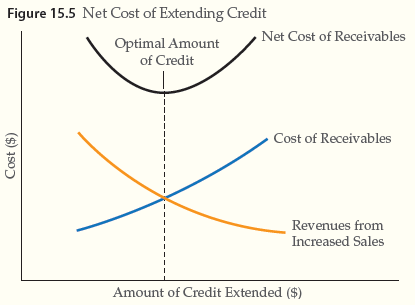 Figure 15.5 Net Cost of Extending Credit
Optimal Amount
of Credit
Net Cost of Receivables
Cost of Receivables
Revenues from
Increased Sales
Cost ($)
Amount of Credit Extended ($)